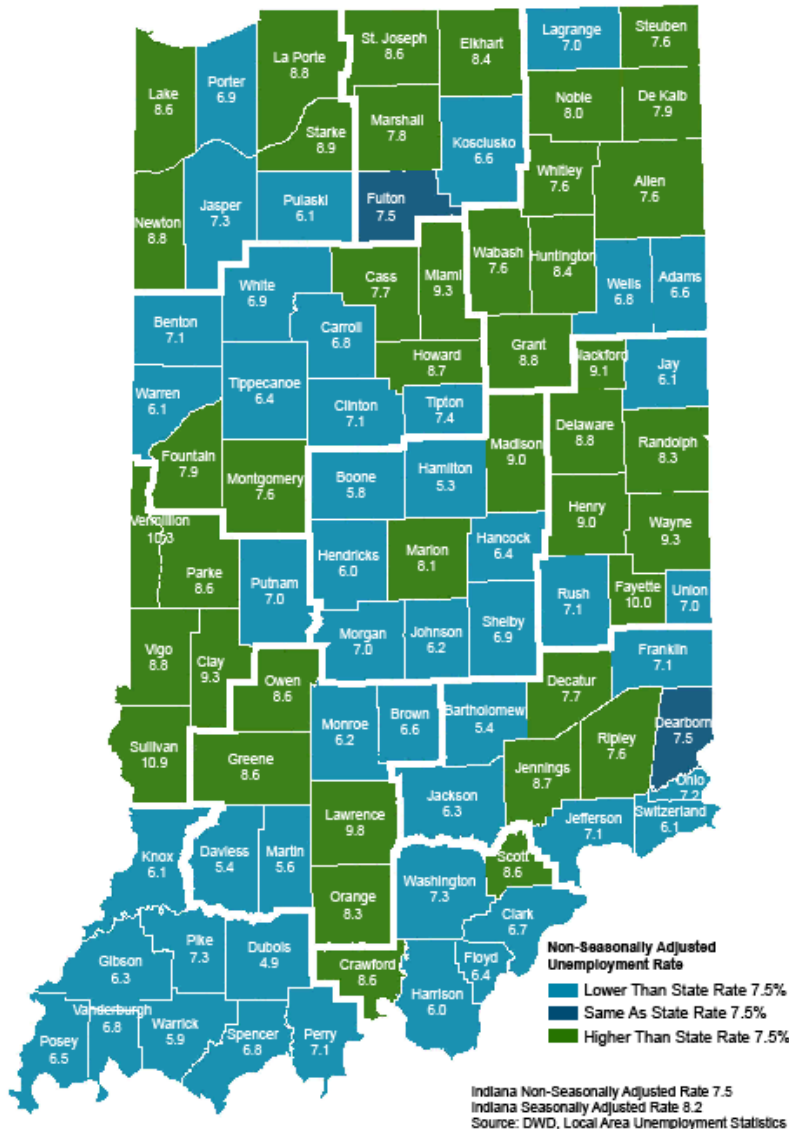 Lagrange
7.0
Steuben
7.6
St. Joseph
8.6
Elkhart
8.4
La Porte
8.8
Porter
6.9
Lake
8.6
Noble
8.0
De Kalb
7.9
Marshall
7.8
Starke
8.9
Kosciusko
6.6
Whitley
7.6
Allen
7.6
Jasper
7.3
Pulaski
6.1
Fulton
7.5
Newton
8.8
Wabash
7.6
Huntington
8.4
Cass
7.7
Miami
9.3
White
6.9
Wells
6.8
Adams
6.6
Benton
7.1
Carroll
6.8
Grant
8.8
Howard
8.7
lackford
9.1
Jay
6.1
Warren
6.1
Tippecanoe
6.4
Clinton
7.1
Tipton
7.4
Delaware
8.8
Randolph
8.3
Madison
9.0
Fountain
7.9
Montgomery
7.6
Boone
5.8
Hamilton
5.3
Henry
9.0
Wayne
9.3
Vermillion
10.3
Hendricks
6.0
Marion
8.1
Hancock
6.4
Parke
8.6
Putnam
7.0
Rush
7.1
Fayette
10.0
Union
7.0
Morgan
7.0
Johnson
6.2
Shelby
6.9
Vigo
8.8
Clay
9.3
Franklin
7.1
Owen
8.6
Decatur
7.7
Monroe
6.2
Brown
6.6
Bartholomew
5.4
Dearborn
7.5
Ripley
7.6
Sullivan
10.9
Greene
8.6
Jennings
8.7
Ohio
7.2
Jackson
6.3
Lawrence
9.8
Jefferson
7.1
Switzerland
6.1
Knox
6.1
Daviess
5.4
Martin
5.6
Scott
8.6
Washington
7.3
Orange
8.3
Clark
6.7
Pike
7.3
Dubois
4.9
Gibson
6.3
Crawford
8.6
Floyd
6.4
Harrison
6.0
Vanderburgh
6.8
Warrick
5.9
Posey
6.5
Spencer
6.8
Perry
7.1
Non-Seasonally Adjusted
Unemployment Rate
Lower Than State Rate 7.5%
Same As State Rate 7.5%
Higher Than State Rate 7.5%
Indiana Non-Seasonally Adjusted Rate 7.5
Indiana Seasonally Adjusted Rate 8.2
Source: DWD, Local Area Unemployment Statistics